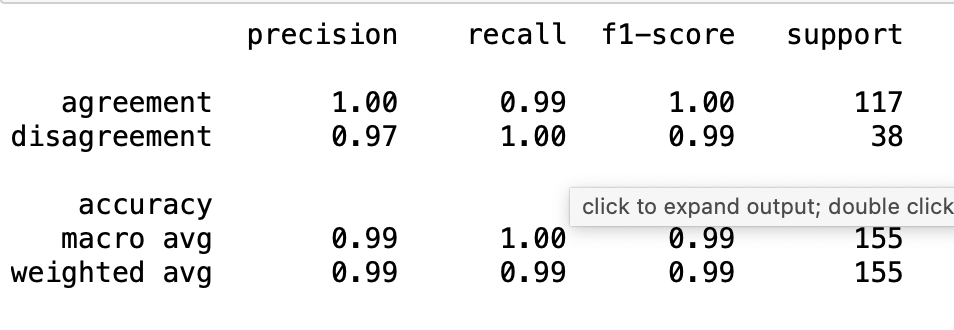 precision recall f1-score support
agreement 1.00 0.99 1.00 117
disagreement 0.97 1.00 0.99 38
accuracy
click to expand output; double click
macro avg 0.99 1.00 0.99 155
weighted avg 0.99 0.99 0.99 155